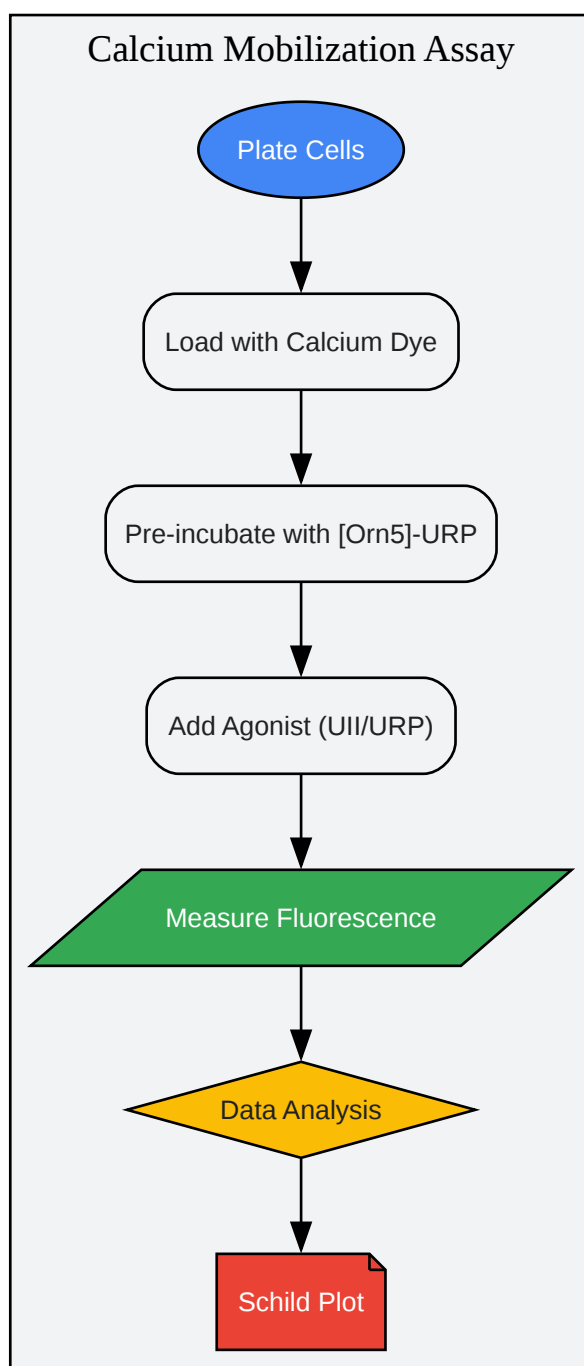 Calcium Mobilization Assay
Plate Cells
Load with Calcium Dye
Pre-incubate with [Orn5]-URP
Add Agonist (UII/URP)
Measure Fluorescence
Data Analysis
Schild Plot